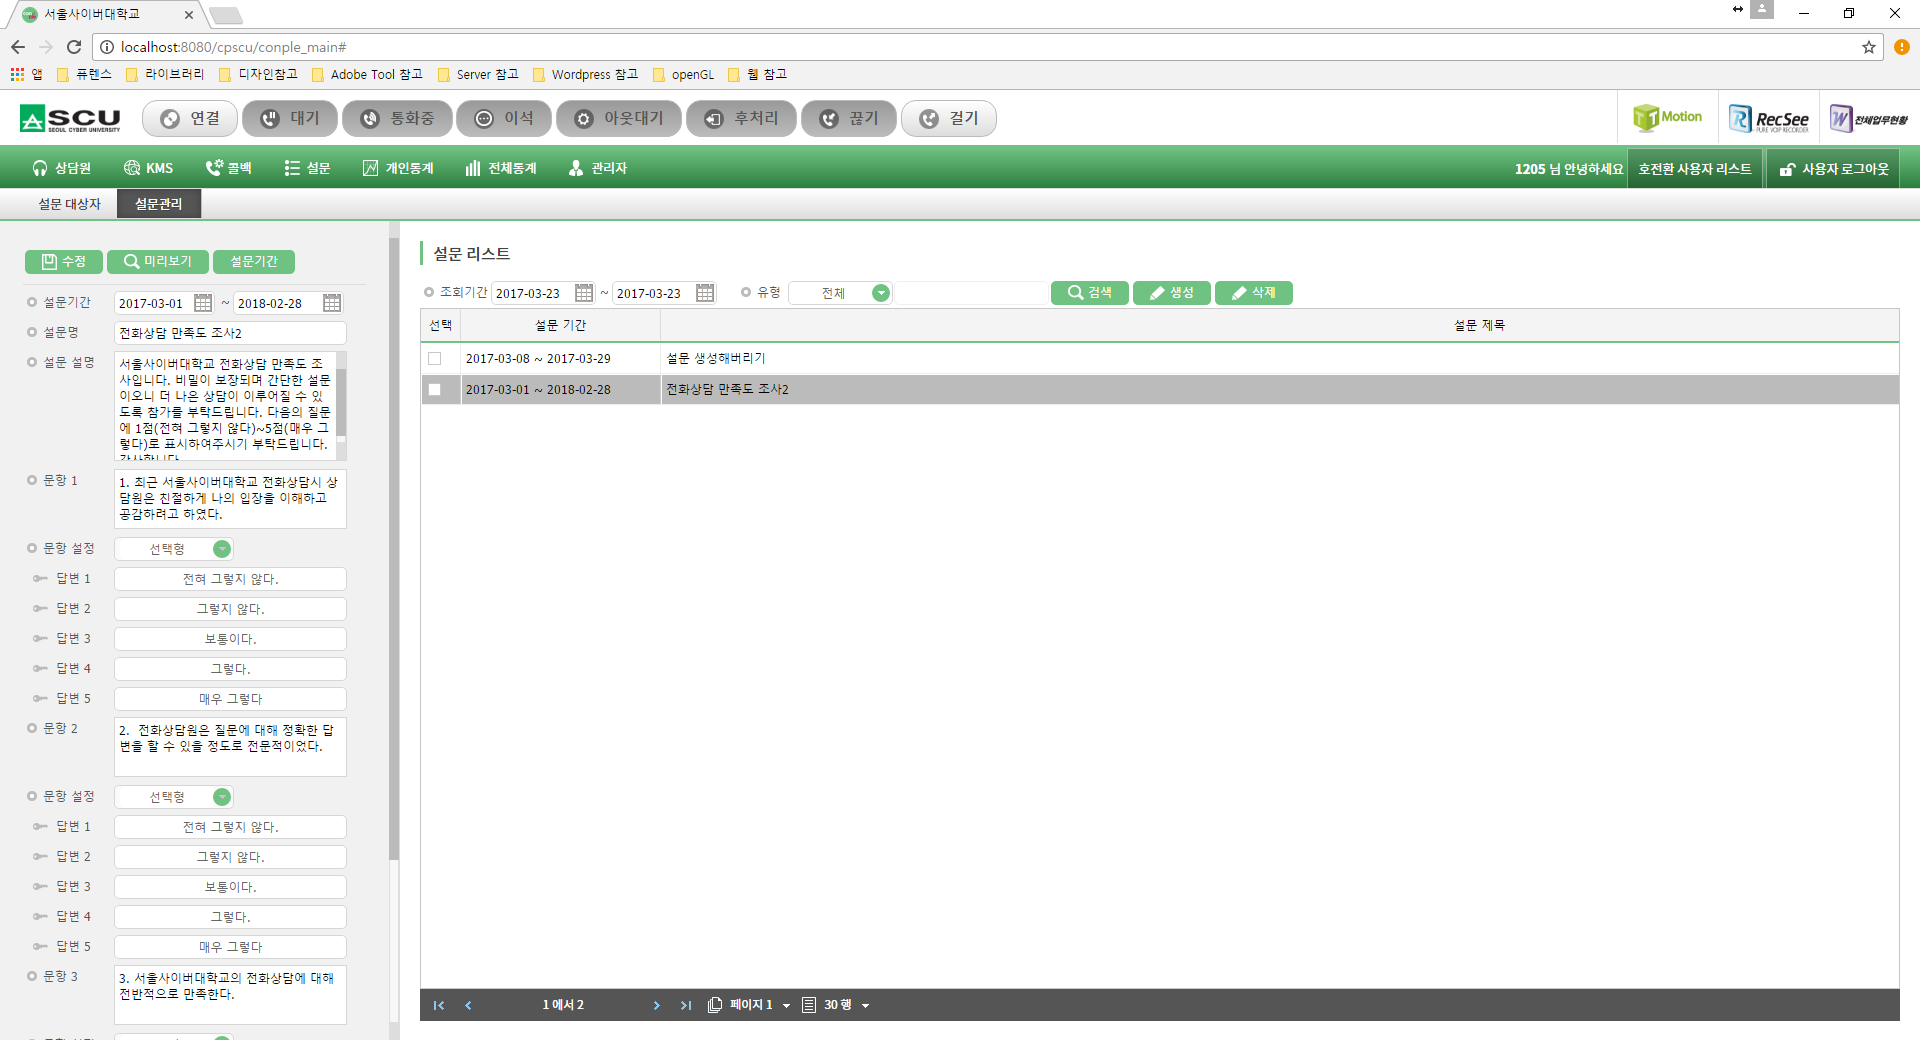 서울사이버대학교
localhost:8080/cpscu/conple_main#
앱 퓨렌스 라이브러리 디자인참고 Adobe Tool 참고 Server 참고 Wordpress 참고 openGL 웹 참고
SCU
SEOUL CYBER UNIVERSITY
연결 대기 통화중 이석 아웃대기 후처리 끊기 걸기
Motion
RecSee
PURE VOIP RECORDER
전체업무현황
상담원 KMS 콜백 설문 개인통계 전체통계 관리자
1205 님 안녕하세요 호전환 사용자 리스트 사용자 로그아웃
설문 대상자 설문관리
수정 미리보기 설문기간
설문기간 2017-03-01 ~ 2018-02-28
설문명 전화상담 만족도 조사2
설문 설명
서울사이버대학교 전화상담 만족도 조
사입니다. 비밀이 보장되며 간단한 설문
이오니 더 나은 상담이 이루어질 수 있
도록 참가를 부탁드립니다. 다음의 질문
에 1점(전혀 그렇지 않다)~5점(매우 그
렇다)로 표시하여주시기 부탁드립니다.
감사합니다
문항 1
1. 최근 서울사이버대학교 전화상담시 상
담원은 친절하게 나의 입장을 이해하고
공감하려고 하였다.
문항 설정 선택형
답변 1 전혀 그렇지 않다.
답변 2 그렇지 않다.
답변 3 보통이다.
답변 4 그렇다.
답변 5 매우 그렇다
문항 2
2. 전화상담원은 질문에 대해 정확한 답
변을 할 수 있을 정도로 전문적이었다.
문항 설정 선택형
답변 1 전혀 그렇지 않다.
답변 2 그렇지 않다.
답변 3 보통이다.
답변 4 그렇다.
답변 5 매우 그렇다
문항 3
3. 서울사이버대학교의 전화상담에 대해
전반적으로 만족한다.
설문 리스트
조회기간 2017-03-23 ~ 2017-03-23 유형 전체 검색 생성 삭제
선택 설문 기간 설문 제목
2017-03-08 ~ 2017-03-29 설문 생성해버리기
2017-03-01 ~ 2018-02-28 전화상담 만족도 조사2
1 에서 2 페이지 1 30 행